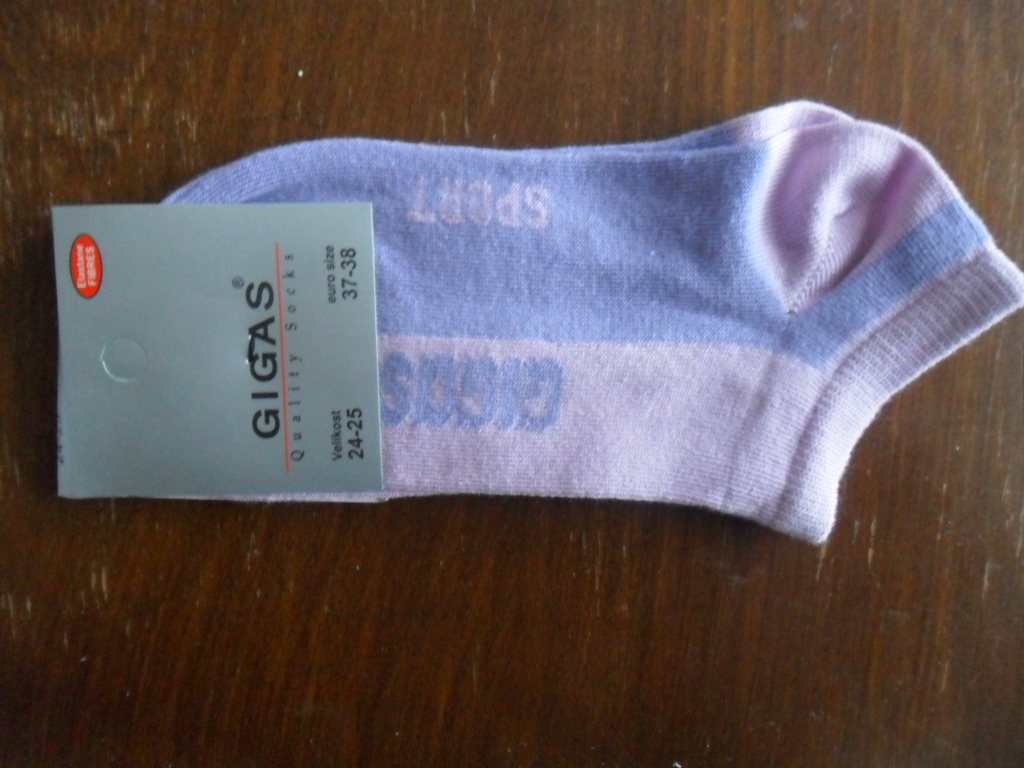 Elastane
FIBRES
GIGAS®
Quality Socks
Velikost
24-25
euro size
37-38
SPORT
GIGAS